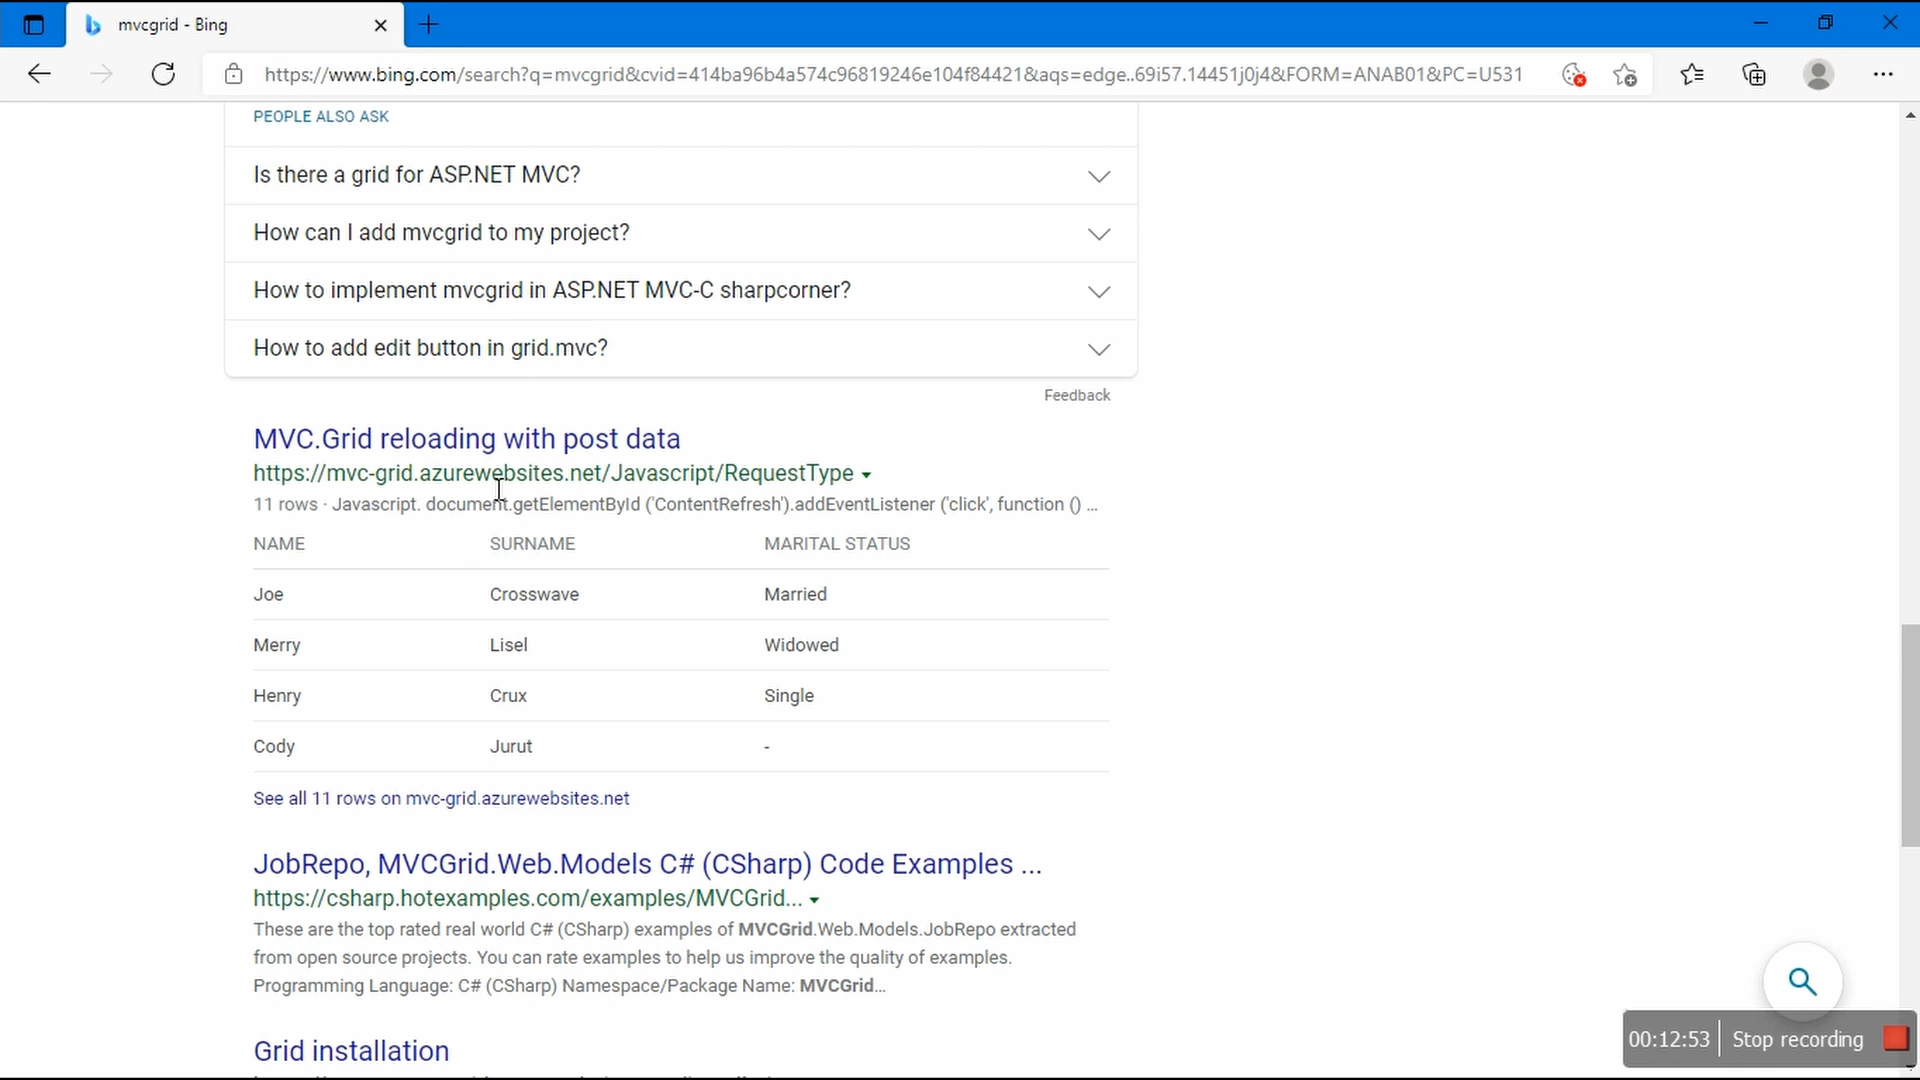 mvcgrid - Bing
https://www.bing.com/search?q=mvcgrid&cvid=414ba96b4a574c96819246e104f84421&aqs=edge..69i57.14451j0j4&FORM=ANAB01&PC=U531
PEOPLE ALSO ASK
Is there a grid for ASP.NET MVC?
How can I add mvcgrid to my project?
How to implement mvcgrid in ASP.NET MVC-C sharpcorner?
How to add edit button in grid.mvc?
Feedback
MVC.Grid reloading with post data
https://mvc-grid.azurewebsites.net/Javascript/RequestType
11 rows · Javascript. document.getElementById ('ContentRefresh').addEventListener ('click', function () ...
NAME SURNAME MARITAL STATUS
Joe Crosswave Married
Merry Lisel Widowed
Henry Crux Single
Cody Jurut -
See all 11 rows on mvc-grid.azurewebsites.net
JobRepo, MVCGrid.Web.Models C# (CSharp) Code Examples ...
https://csharp.hotexamples.com/examples/MVCGrid...
These are the top rated real world C# (CSharp) examples of MVCGrid.Web.Models.JobRepo extracted
from open source projects. You can rate examples to help us improve the quality of examples.
Programming Language: C# (CSharp) Namespace/Package Name: MVCGrid...
Grid installation
00:12:53 Stop recording